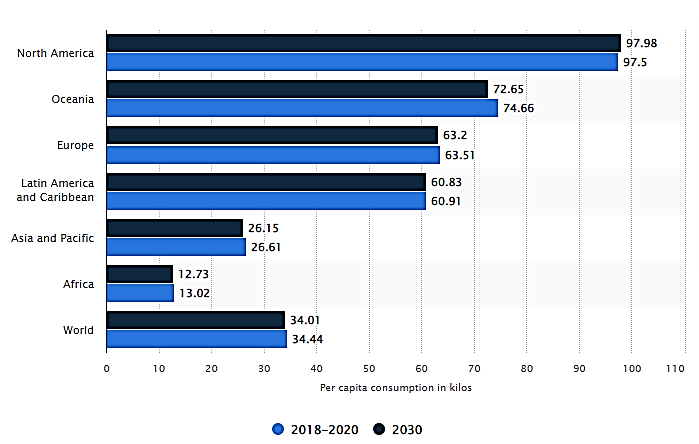 North America
97.98
97.5
Oceania
72.65
74.66
Europe
63.2
63.51
Latin America
and Caribbean
60.83
60.91
Asia and Pacific
26.15
26.61
Africa
12.73
13.02
World
34.01
34.44
0 10 20 30 40 50 60 70 80 90 100 110
Per capita consumption in kilos
2018-2020 2030